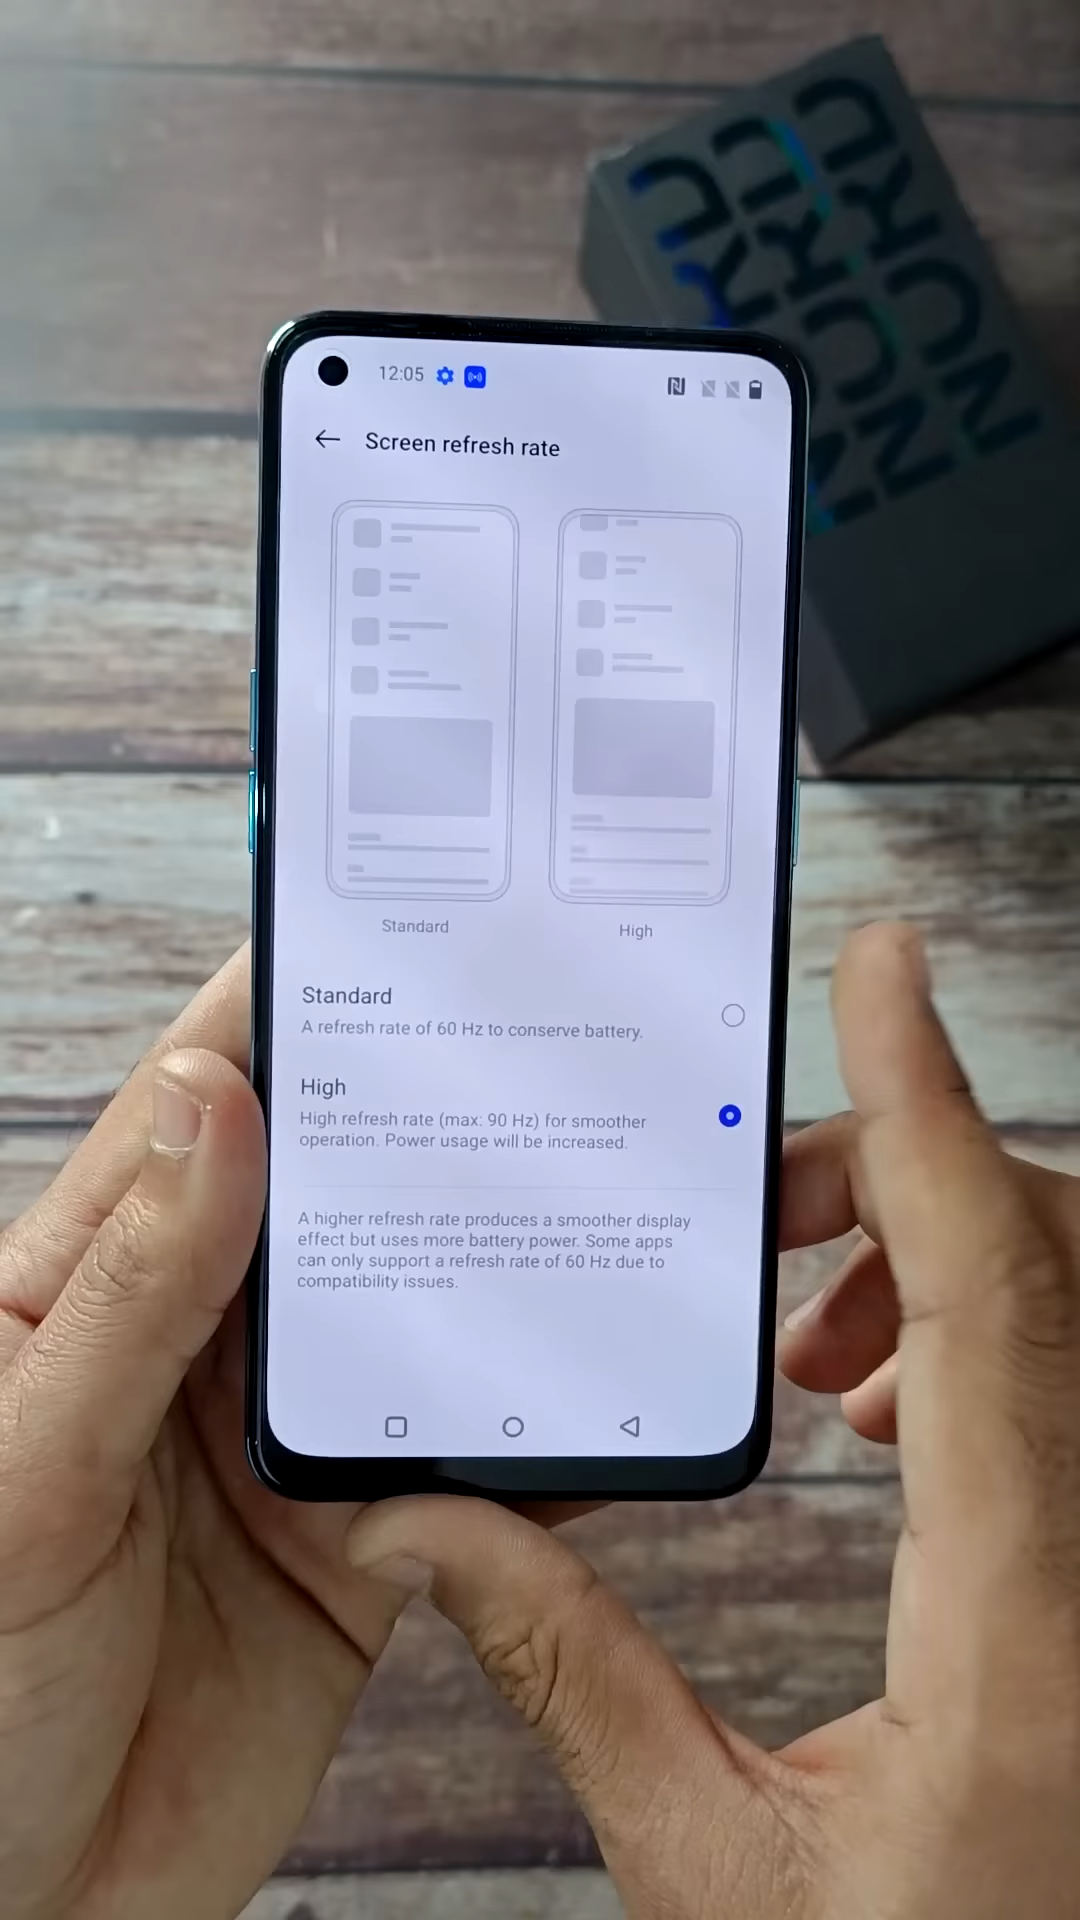 12:05
Screen refresh rate
Standard
High
Standard
A refresh rate of 60 Hz to conserve battery.
High
High refresh rate (max: 90 Hz) for smoother
operation. Power usage will be increased.
A higher refresh rate produces a smoother display
effect but uses more battery power. Some apps
can only support a refresh rate of 60 Hz due to
compatibility issues.